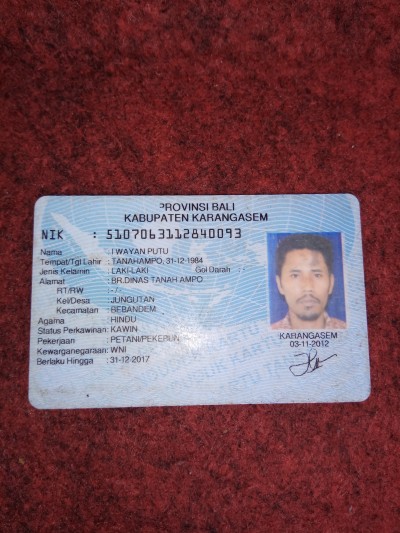 PROVINSI BALI
KABUPATEN KARANGASEM
NIK : 5107063112840093
Nama : I WAYAN PUTU
Tempat/Tgl Lahir : TANAHAMPO, 31-12-1984
Jenis Kelamin : LAKI-LAKI Gol Darah : -
Alamat : BR.DINAS TANAH AMPO
RT/RW : - / -
Kel/Desa : JUNGUTAN
Kecamatan : BEBANDEM
Agama : HINDU
Status Perkawinan: KAWIN
Pekerjaan : PETANI/PEKEBUN
Kewarganegaraan: WNI
Berlaku Hingga : 31-12-2017
KARANGASEM
03-11-2012